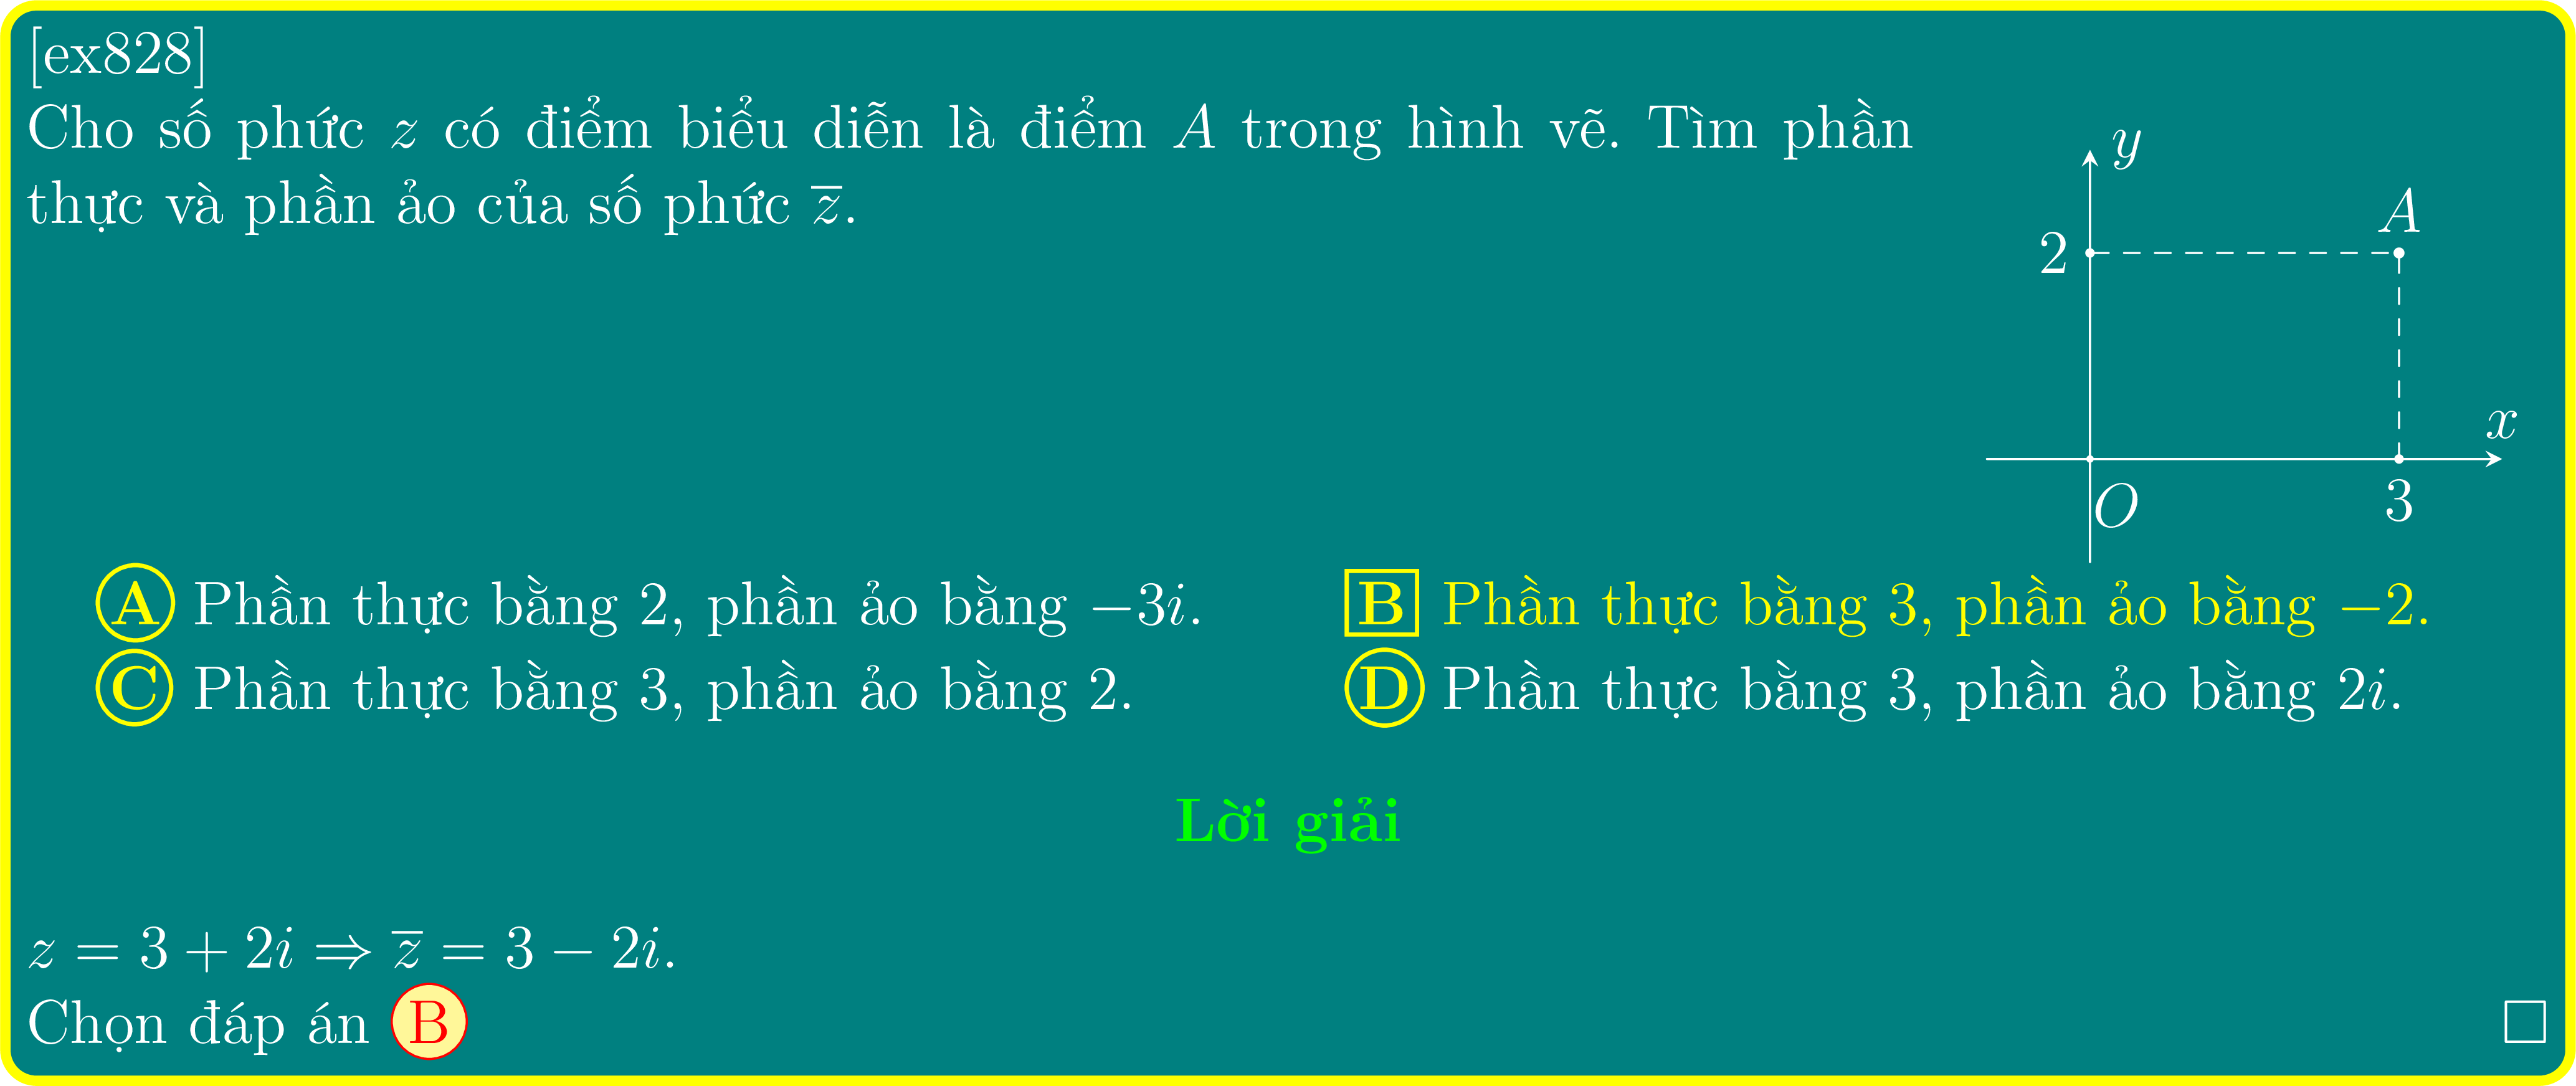 [ex828]
Cho số phức z có điểm biểu diễn là điểm A trong hình vẽ. Tìm phần
thực và phần ảo của số phức z̅.
y
A
2
x
O
3
A Phần thực bằng 2, phần ảo bằng −3i.
B Phần thực bằng 3, phần ảo bằng −2.
C Phần thực bằng 3, phần ảo bằng 2.
D Phần thực bằng 3, phần ảo bằng 2i.
Lời giải
z = 3 + 2i ⇒ z̅ = 3 − 2i.
Chọn đáp án B □